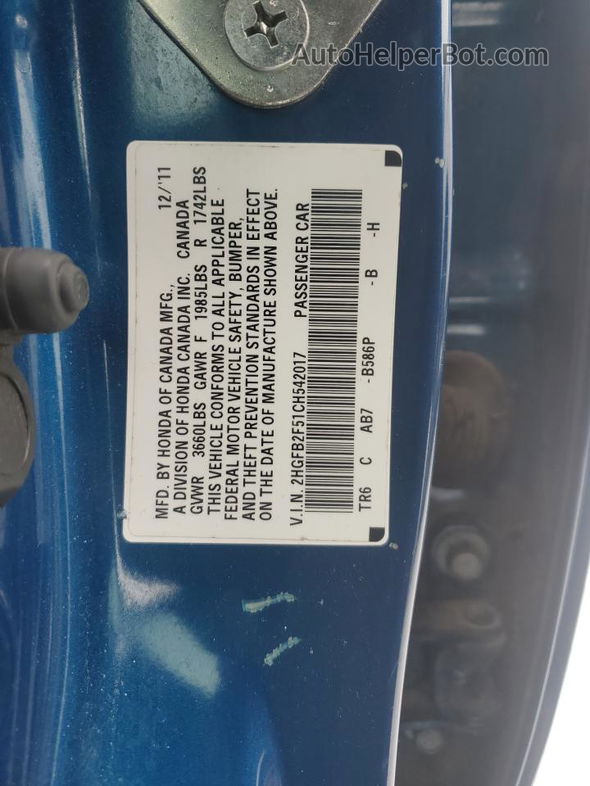 AutoHelperBot.com
MFD. BY HONDA OF CANADA MFG., 12/'11
A DIVISION OF HONDA CANADA INC. CANADA
GVWR 3660LBS GAWR F 1985LBS R 1742LBS
THIS VEHICLE CONFORMS TO ALL APPLICABLE
FEDERAL MOTOR VEHICLE SAFETY, BUMPER,
AND THEFT PREVENTION STANDARDS IN EFFECT
ON THE DATE OF MANUFACTURE SHOWN ABOVE.
V.I.N. 2HGFB2F51CH542017 PASSENGER CAR
TR6 C AB7 -B586P -B -H